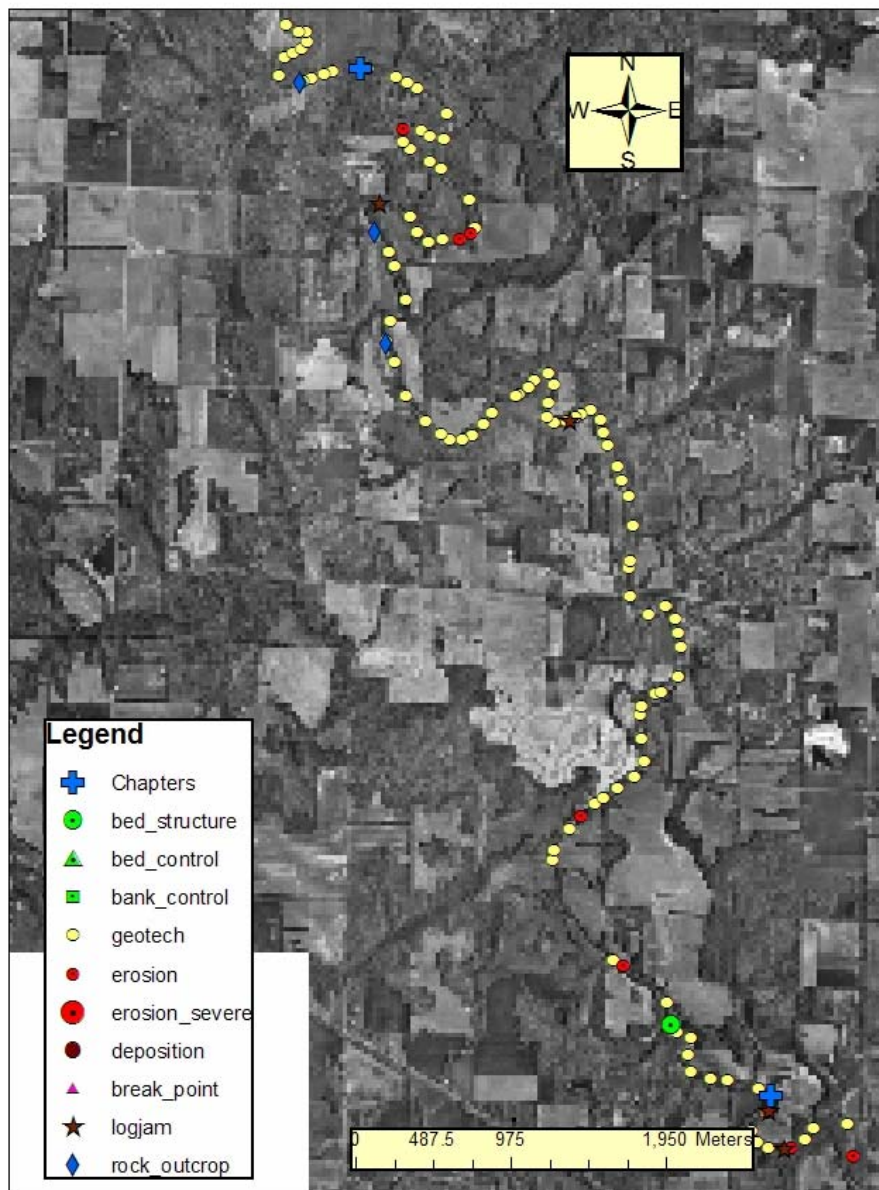 N
W E
S
Legend
Chapters
bed_structure
bed_control
bank_control
geotech
erosion
erosion_severe
deposition
break_point
logjam
rock_outcrop
0 487.5 975 1,950 Meters